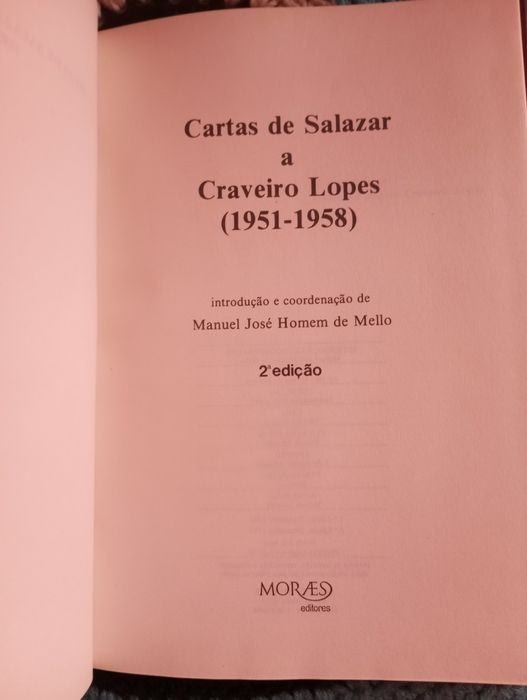 Cartas de Salazar
a
Craveiro Lopes
(1951-1958)
introdução e coordenação de
Manuel José Homem de Mello
2ªedição
MORÆS
editores